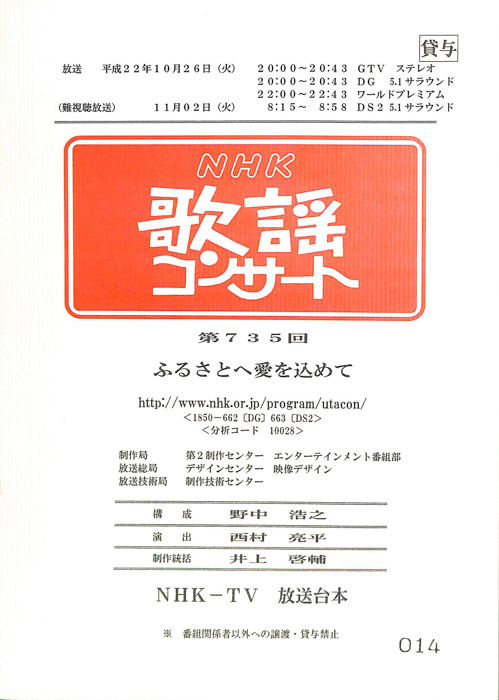 貸与
放送 平成22年10月26日（火） 20:00～20:43 GTV ステレオ
20:00～20:43 DG 5.1サラウンド
22:00～22:43 ワールドプレミアム
（難視聴放送） 11月02日（火） 8:15～ 8:58 DS2 5.1サラウンド
NHK
歌謡
コンサート
第735回
ふるさとへ愛を込めて
http://www.nhk.or.jp/program/utacon/
＜1850－662〔DG〕663〔DS2〕＞
＜分析コード 10028＞
制作局 第２制作センター エンターテインメント番組部
放送総局 デザインセンター 映像デザイン
放送技術局 制作技術センター
構成 野中 浩之
演出 西村 亮平
制作統括 井上 啓輔
NHK－TV 放送台本
※ 番組関係者以外への譲渡・貸与禁止
014